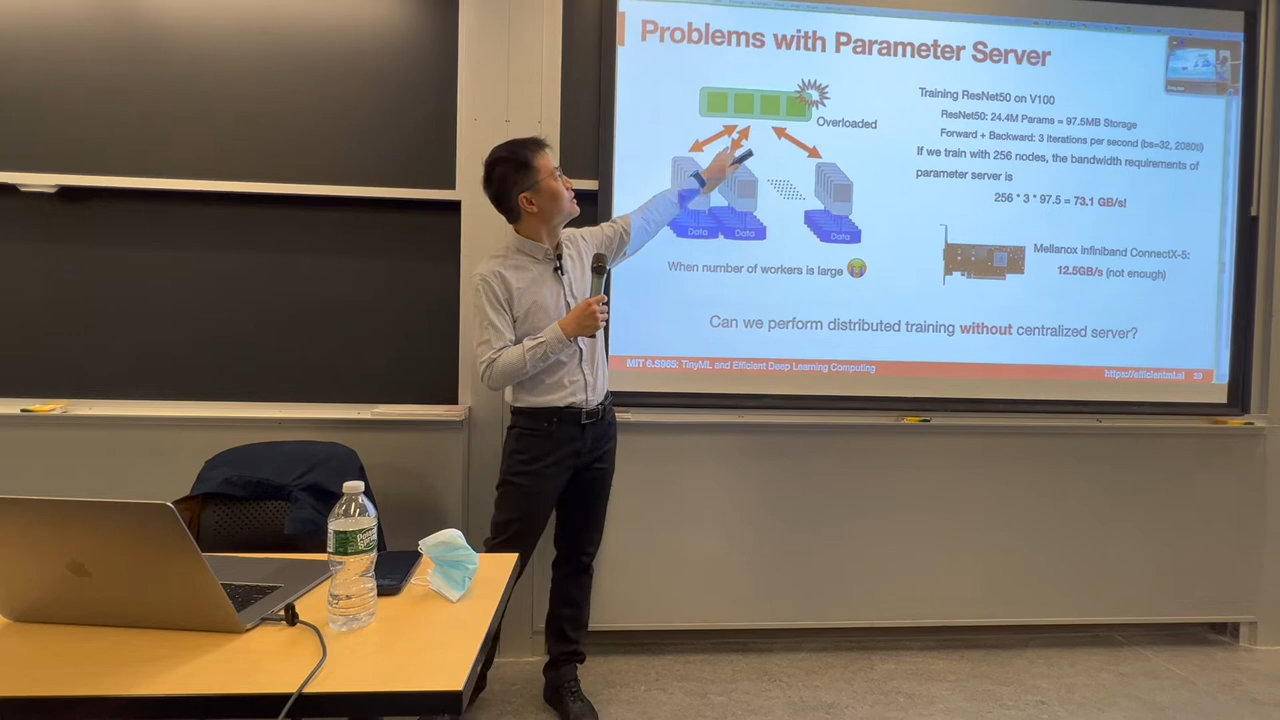 Problems with Parameter Server
Overloaded
Data
Data
Data
When number of workers is large
Training ResNet50 on V100
ResNet50: 24.4M Params = 97.5MB Storage
Forward + Backward: 3 iterations per second (bs=32, 2080ti)
If we train with 256 nodes, the bandwidth requirements of
parameter server is
256 * 3 * 97.5 = 73.1 GB/s!
Mellanox Infiniband ConnectX-5:
12.5GB/s (not enough)
Can we perform distributed training without centralized server?
MIT 6.S965: TinyML and Efficient Deep Learning Computing
https://efficientml.ai
Poland
Spring